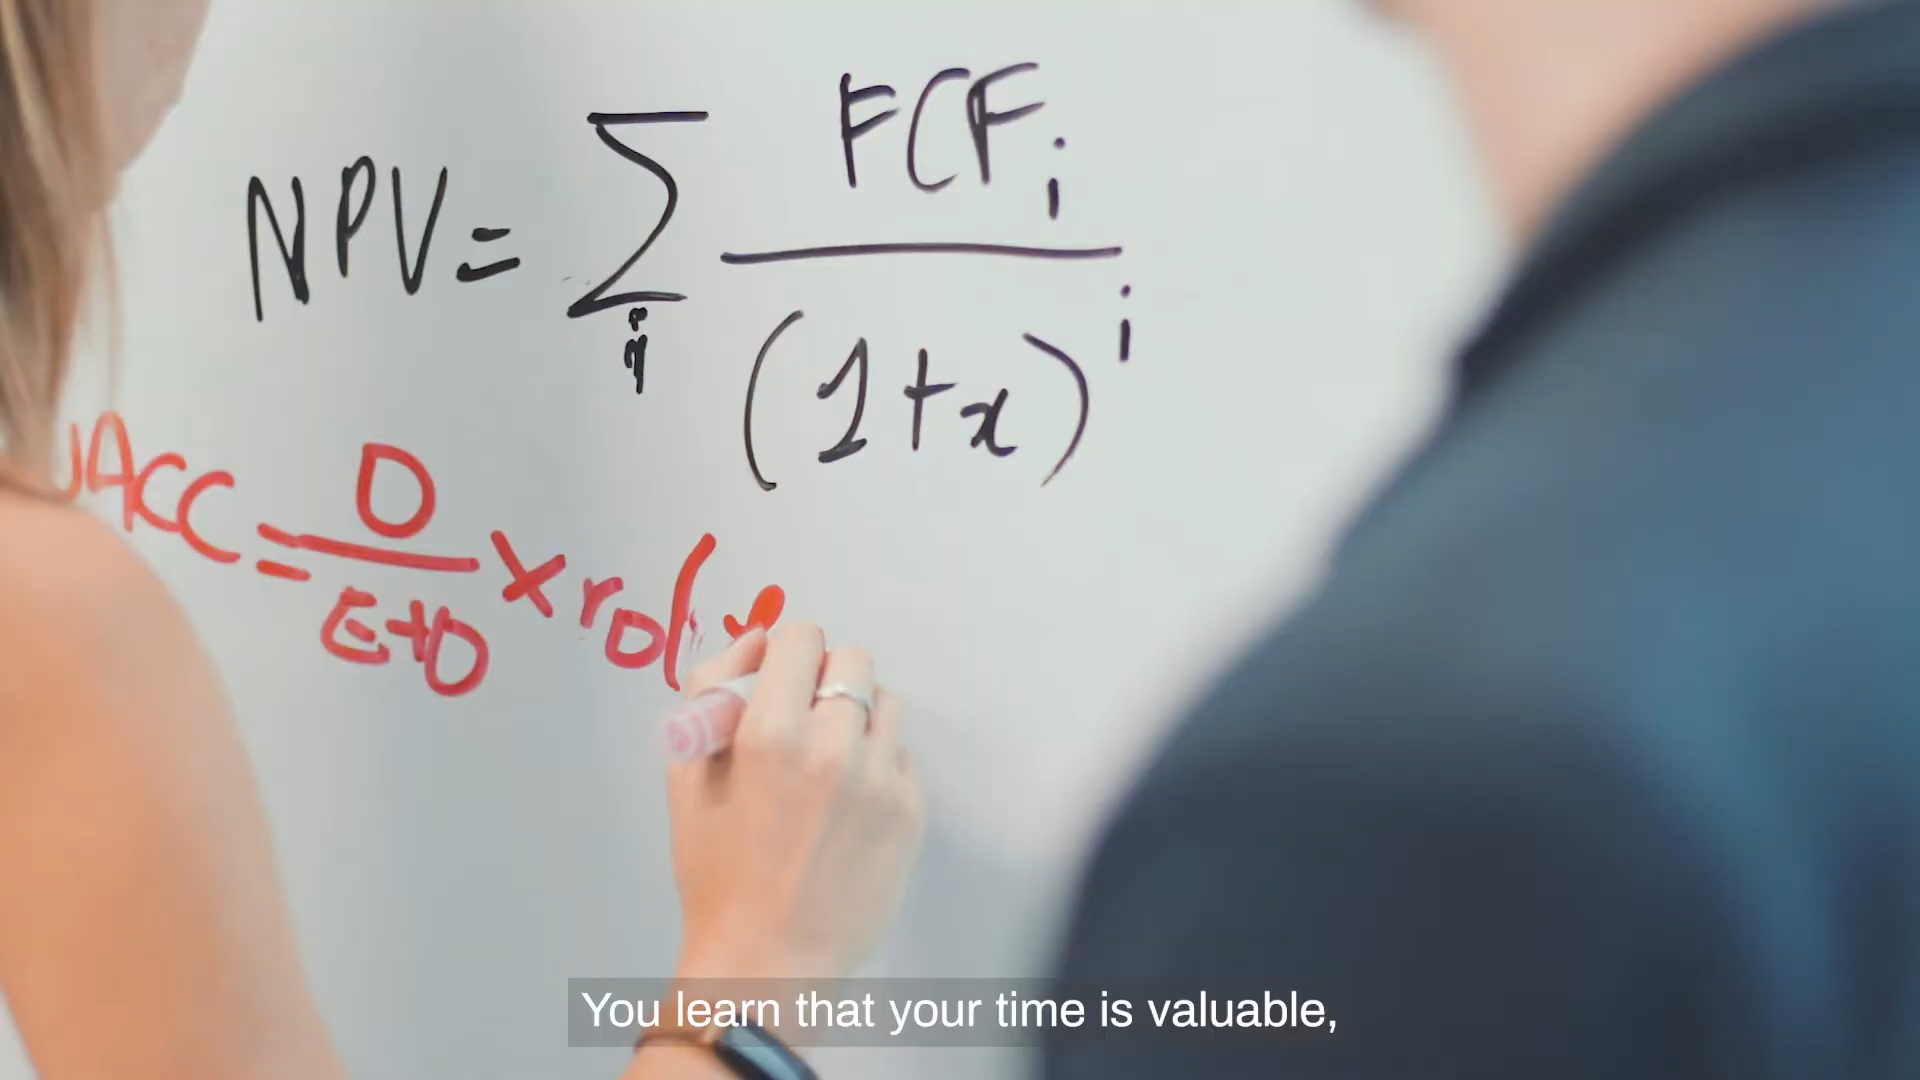 NPV = ∑ i FCFi / (1+x)^i
ACC = D / E+D × rD (
You learn that your time is valuable,